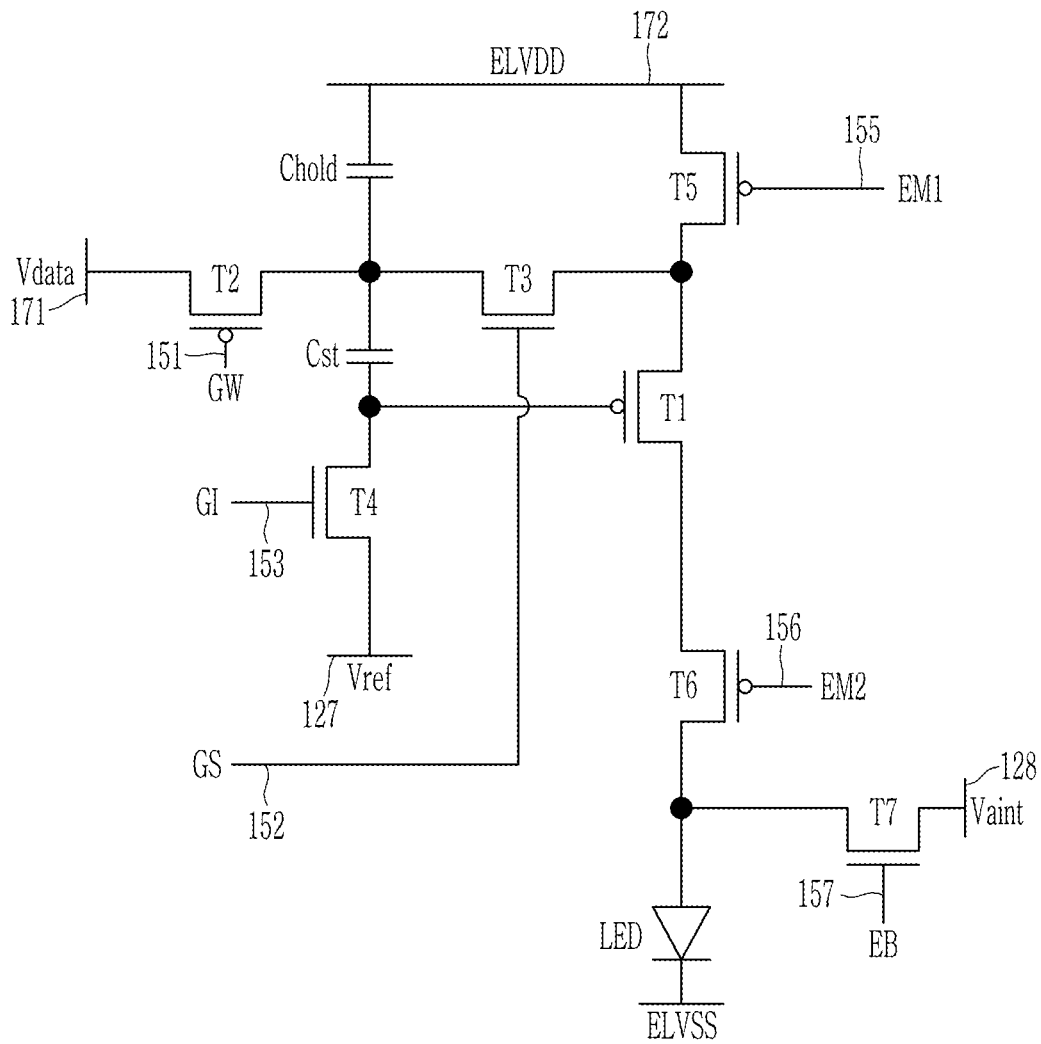 172
ELVDD
155
Chold
T5
EM1
Vdata
T2
T3
171
151
Cst
GW
T1
GI
T4
153
156
Vref
T6
EM2
127
GS
128
152
T7
Vaint
157
LED
EB
ELVSS